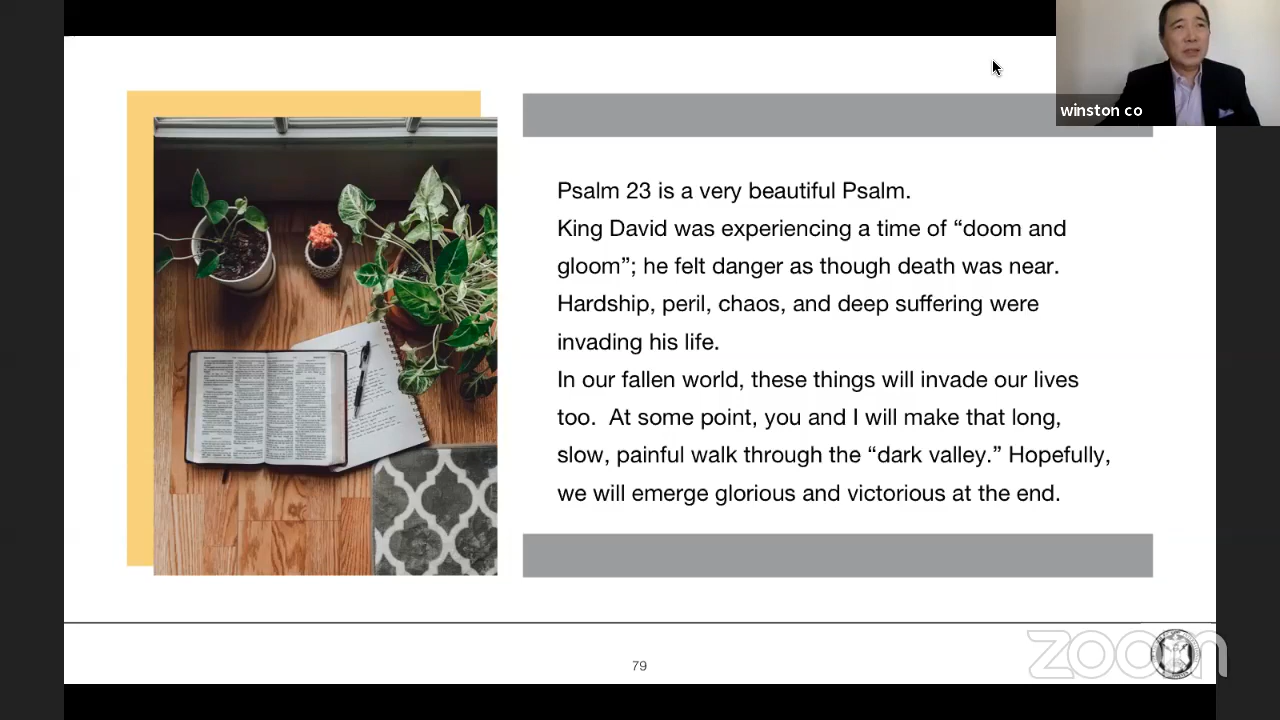 winston co
Psalm 23 is a very beautiful Psalm.
King David was experiencing a time of “doom and
gloom”; he felt danger as though death was near.
Hardship, peril, chaos, and deep suffering were
invading his life.
In our fallen world, these things will invade our lives
too.  At some point, you and I will make that long,
slow, painful walk through the “dark valley.” Hopefully,
we will emerge glorious and victorious at the end.
79
zoom